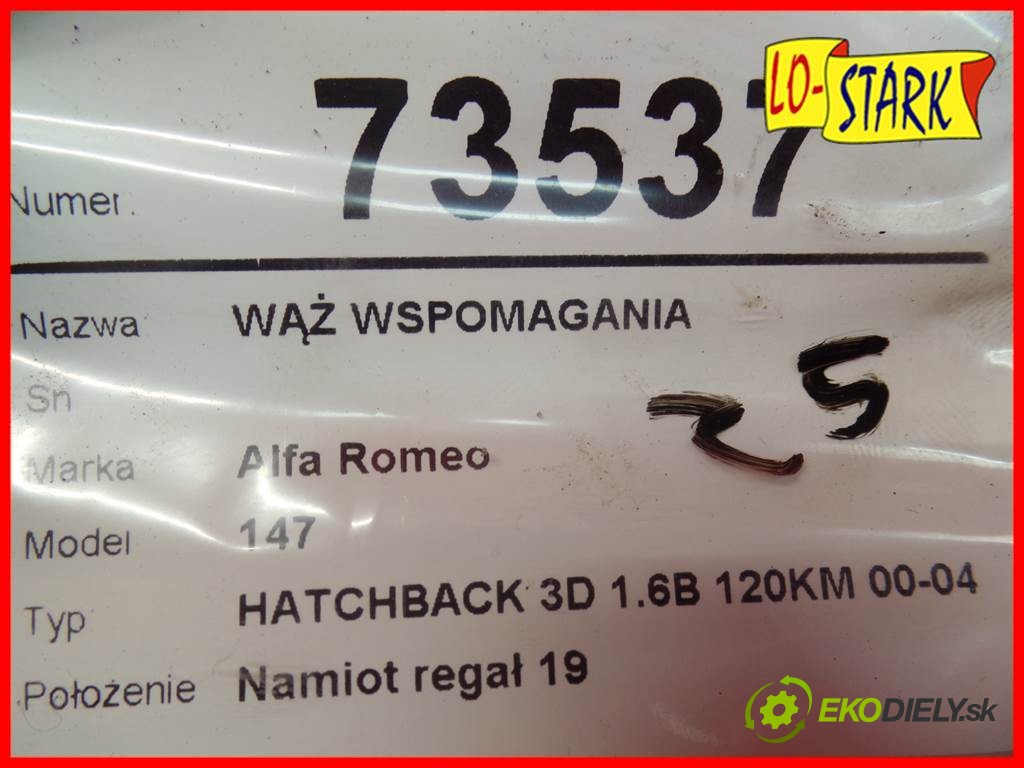 LO-STARK
Numer. 73537
Nazwa WĄŻ WSPOMAGANIA
Sn
25
Marka Alfa Romeo
Model 147
Typ HATCHBACK 3D 1.6B 120KM 00-04
Położenie Namiot regał 19
EKODIELY.sk